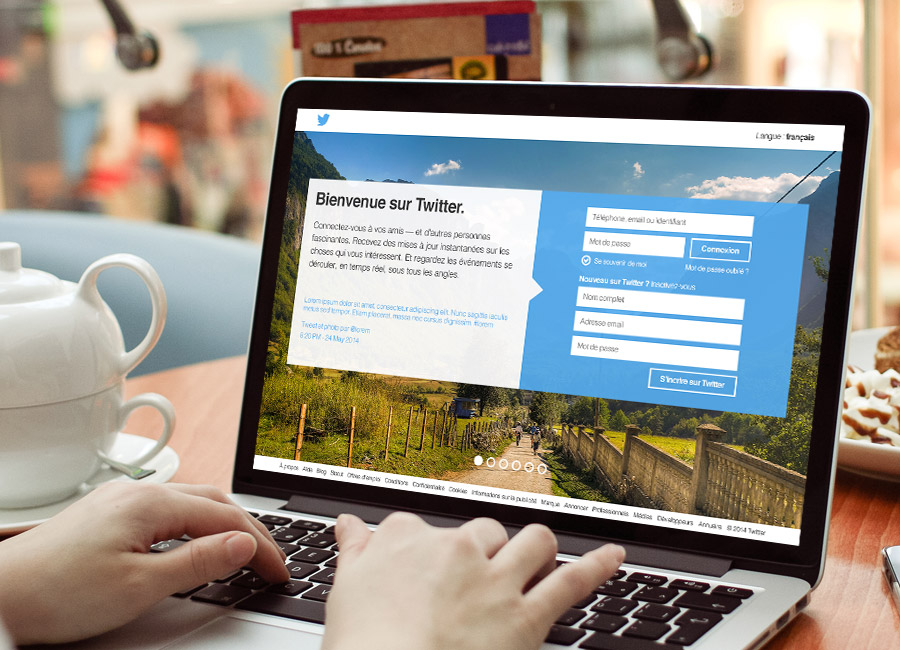 Langue : français
Bienvenue sur Twitter.
Connectez-vous à vos amis — et d'autres personnes
fascinantes. Recevez des mises à jour instantanées sur les
choses qui vous intéressent. Et regardez les événements se
dérouler, en temps réel, sous tous les angles.
Lorem ipsum dolor sit amet, consectetur adipiscing elit. Nunc sagittis iaculis
metus sed tempor. Etiam placerat, massa nec cursus dignissim. #lorem
Tweet et photo par @lorem
6:20 PM - 24 May 2014
Téléphone, email ou identifiant
Mot de passe
Connexion
Se souvenir de moi
Mot de passe oublié ?
Nouveau sur Twitter ? Inscrivez-vous
Nom complet
Adresse email
Mot de passe
S'incrire sur Twitter
À propos Aide Blog Statut Offres d'emploi Conditions Confidentialité Cookies Informations sur la publicité Marque Annoncer Professionnels Médias Développeurs Annuaire © 2014 Twitter